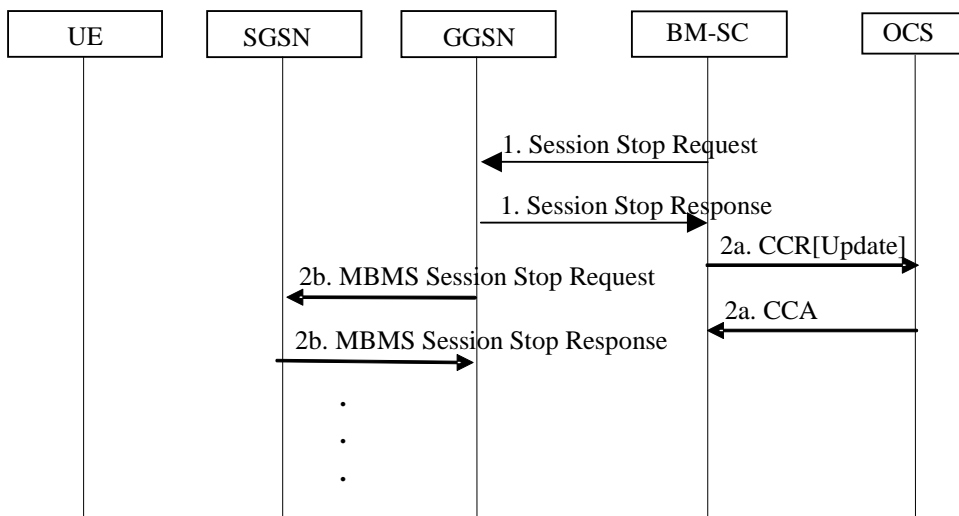 UE
SGSN
GGSN
BM-SC
OCS
1. Session Stop Request
1. Session Stop Response
2a. CCR[Update]
2b. MBMS Session Stop Request
2a. CCA
2b. MBMS Session Stop Response
.
.
.